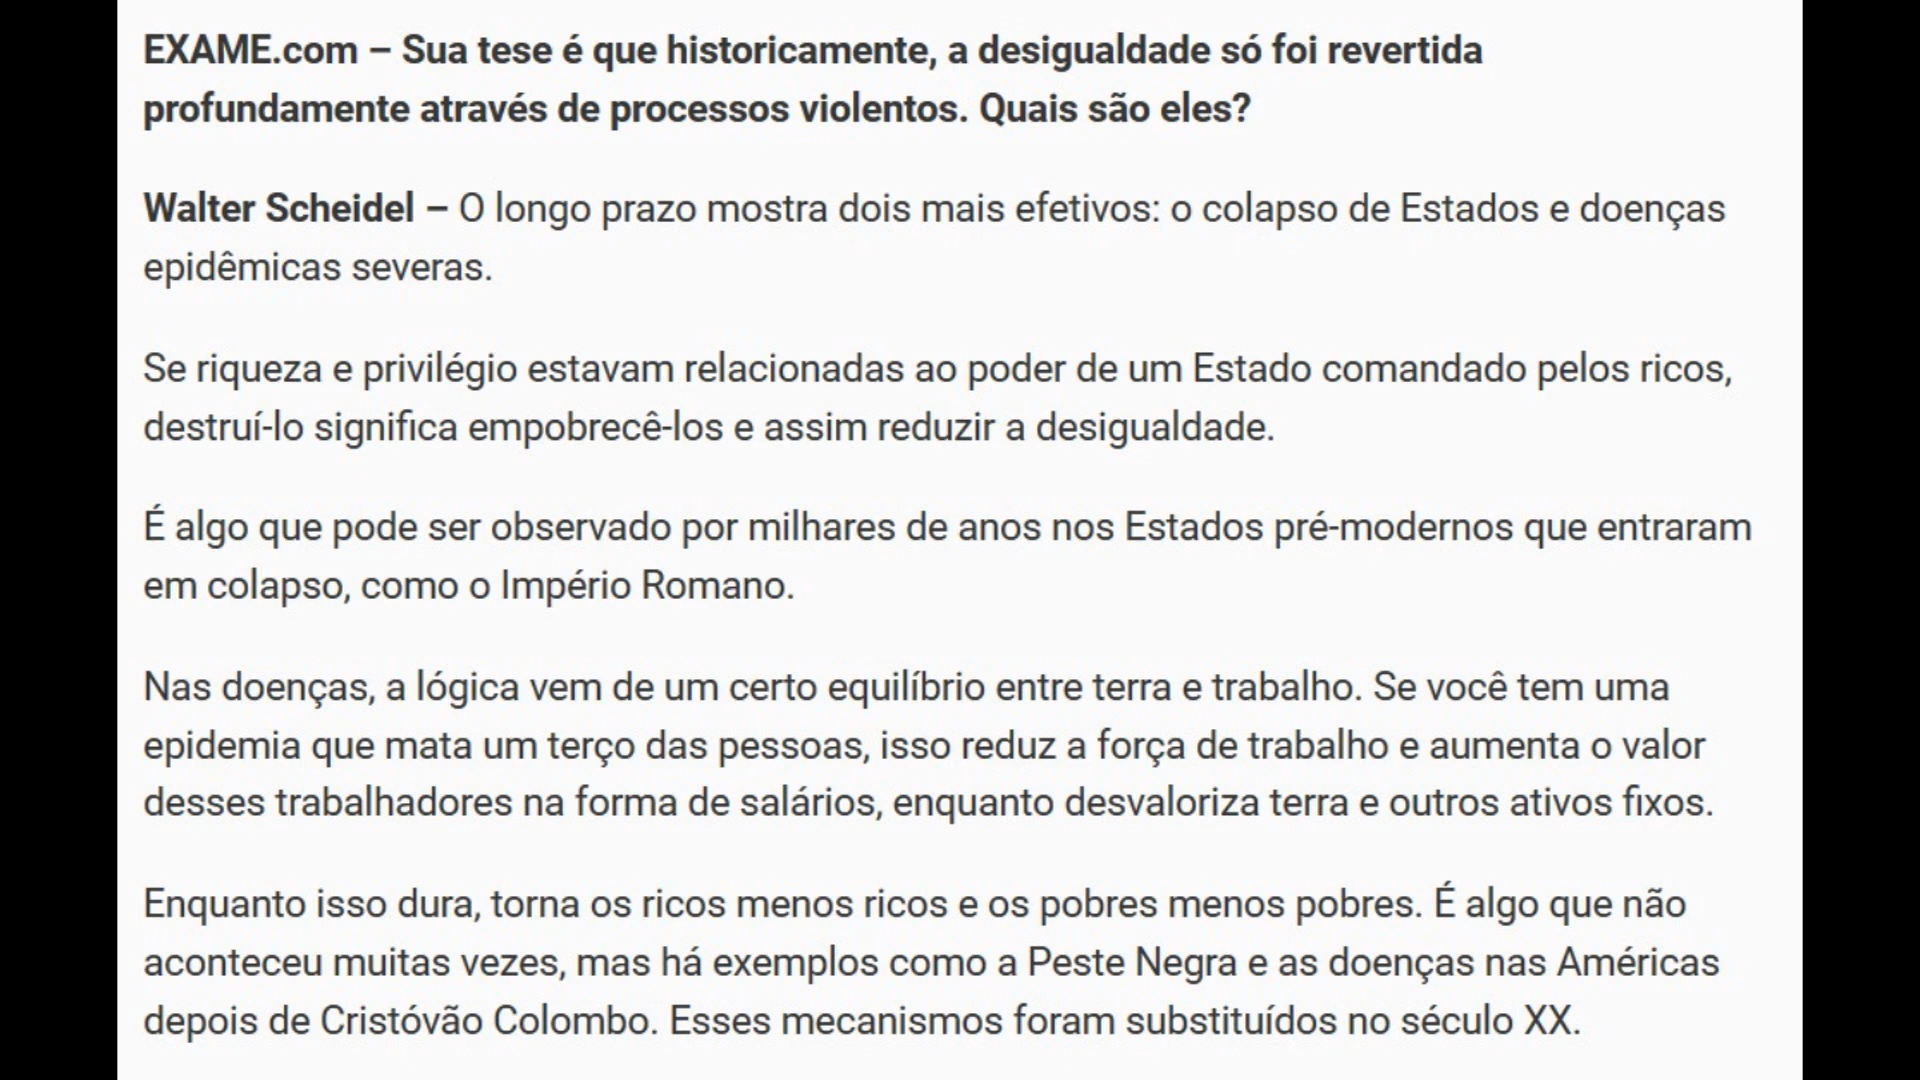 EXAME.com – Sua tese é que historicamente, a desigualdade só foi revertida
profundamente através de processos violentos. Quais são eles?
Walter Scheidel – O longo prazo mostra dois mais efetivos: o colapso de Estados e doenças
epidêmicas severas.
Se riqueza e privilégio estavam relacionadas ao poder de um Estado comandado pelos ricos,
destruí-lo significa empobrecê-los e assim reduzir a desigualdade.
É algo que pode ser observado por milhares de anos nos Estados pré-modernos que entraram
em colapso, como o Império Romano.
Nas doenças, a lógica vem de um certo equilíbrio entre terra e trabalho. Se você tem uma
epidemia que mata um terço das pessoas, isso reduz a força de trabalho e aumenta o valor
desses trabalhadores na forma de salários, enquanto desvaloriza terra e outros ativos fixos.
Enquanto isso dura, torna os ricos menos ricos e os pobres menos pobres. É algo que não
aconteceu muitas vezes, mas há exemplos como a Peste Negra e as doenças nas Américas
depois de Cristóvão Colombo. Esses mecanismos foram substituídos no século XX.